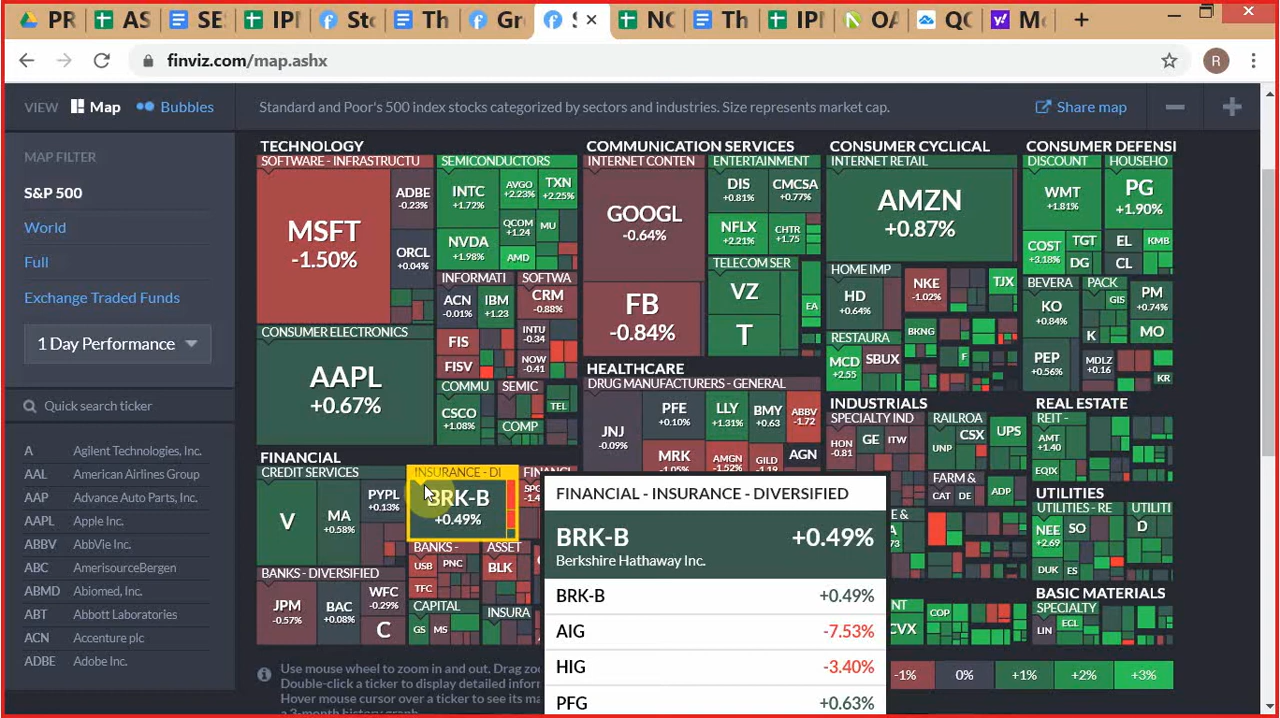 PR
AS
SE
IPI
Sto
Th
Gr
S
×
NC
Th
IPI
OA
QC
M
+
finviz.com/map.ashx
R
VIEW Map Bubbles
Standard and Poor's 500 index stocks categorized by sectors and industries. Size represents market cap.
Share map
MAP FILTER
S&P 500
World
Full
Exchange Traded Funds
1 Day Performance
Quick search ticker
A Agilent Technologies, Inc.
AAL American Airlines Group
AAP Advance Auto Parts, Inc.
AAPL Apple Inc.
ABBV AbbVie Inc.
ABC AmerisourceBergen
ABMD Abiomed, Inc.
ABT Abbott Laboratories
ACN Accenture plc
ADBE Adobe Inc.
TECHNOLOGY
SOFTWARE - INFRASTRUCTU
MSFT
-1.50%
ADBE
-0.23%
ORCL
+0.04%
SEMICONDUCTORS
INTC
+1.72%
AVGO
+2.23%
TXN
+2.25%
QCOM
+1.24
MU
NVDA
+1.98%
AMD
INFORMATI
ACN
-0.01%
IBM
+1.23
FIS
FISV
SOFTWA
CRM
-0.88%
INTU
-0.34
NOW
-0.41
CONSUMER ELECTRONICS
AAPL
+0.67%
COMMU
CSCO
+1.08%
SEMIC
TEL
COMP
COMMUNICATION SERVICES
INTERNET CONTEN
GOOGL
-0.64%
FB
-0.84%
ENTERTAINMENT
DIS
+0.81%
CMCSA
+0.77%
NFLX
+2.21%
CHTR
+1.75
TELECOM SER
VZ
T
EA
CONSUMER CYCLICAL
INTERNET RETAIL
AMZN
+0.87%
HOME IMP
HD
+0.64%
NKE
-1.02%
TJX
RESTAURA
MCD
+2.55
SBUX
BKNG
F
CONSUMER DEFENSI
DISCOUNT
WMT
+1.81%
COST
+3.18%
TGT
DG
HOUSEHO
PG
+1.90%
EL
KMB
CL
BEVERA
KO
+0.84%
PEP
+0.56%
PACK
GIS
K
MDLZ
+0.16
PM
+0.74%
MO
KR
HEALTHCARE
DRUG MANUFACTURERS - GENERAL
JNJ
-0.09%
PFE
+0.10%
LLY
+1.31%
BMY
+0.63
ABBV
-1.72
MRK
-1.05%
AMGN
-1.52%
GILD
-1.19
AGN
INDUSTRIALS
SPECIALTY IND
HON
-0.81
GE
ITW
RAILROA
UNP
CSX
UPS
FARM &
CAT
DE
ADP
REAL ESTATE
REIT -
AMT
+1.40
EQIX
UTILITIES
UTILITIES - RE
NEE
+2.69
SO
DUK
ES
UTILITI
D
BASIC MATERIALS
SPECIALTY
LIN
ECL
FINANCIAL
CREDIT SERVICES
V
MA
+0.58%
PYPL
+0.13%
INSURANCE - DI
BRK-B
+0.49%
FINANCI
BANKS -
USB
PNC
TFC
ASSET
BLK
BANKS - DIVERSIFIED
JPM
-0.57%
BAC
+0.08%
WFC
-0.29%
C
CAPITAL
GS
MS
INSURA
COP
CVX
FINANCIAL - INSURANCE - DIVERSIFIED
BRK-B +0.49%
Berkshire Hathaway Inc.
BRK-B +0.49%
AIG -7.53%
HIG -3.40%
PFG +0.63%
Use mouse wheel to zoom in and out. Drag zo
Double-click a ticker to display detailed infor
Hover mouse cursor over a ticker to see its ma
a 3-month history graph
-1% 0% +1% +2% +3%